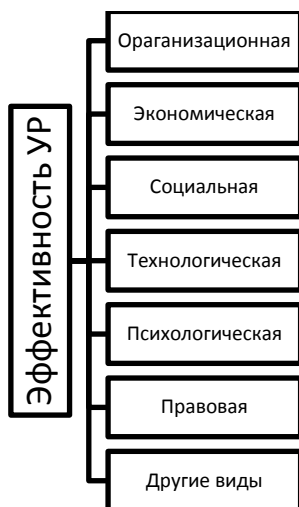 Эффективность УР
Ораганизационная
Экономическая
Социальная
Технологическая
Психологическая
Правовая
Другие виды